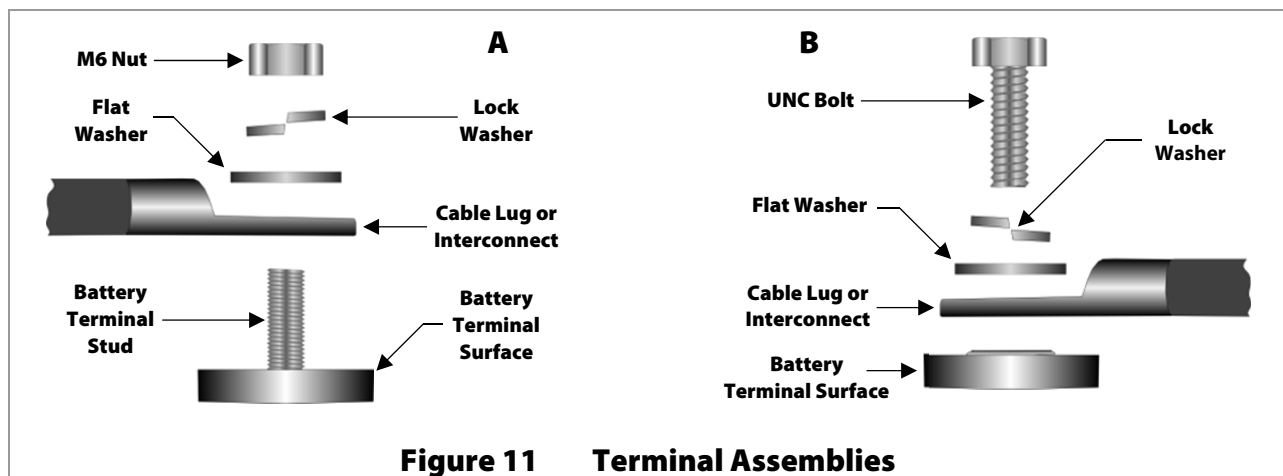 A
M6 Nut
Flat
Washer
Lock
Washer
Cable Lug or
Interconnect
Battery
Terminal
Stud
Battery
Terminal
Surface
B
UNC Bolt
Lock
Washer
Flat Washer
Cable Lug or
Interconnect
Battery
Terminal Surface
Figure 11 Terminal Assemblies